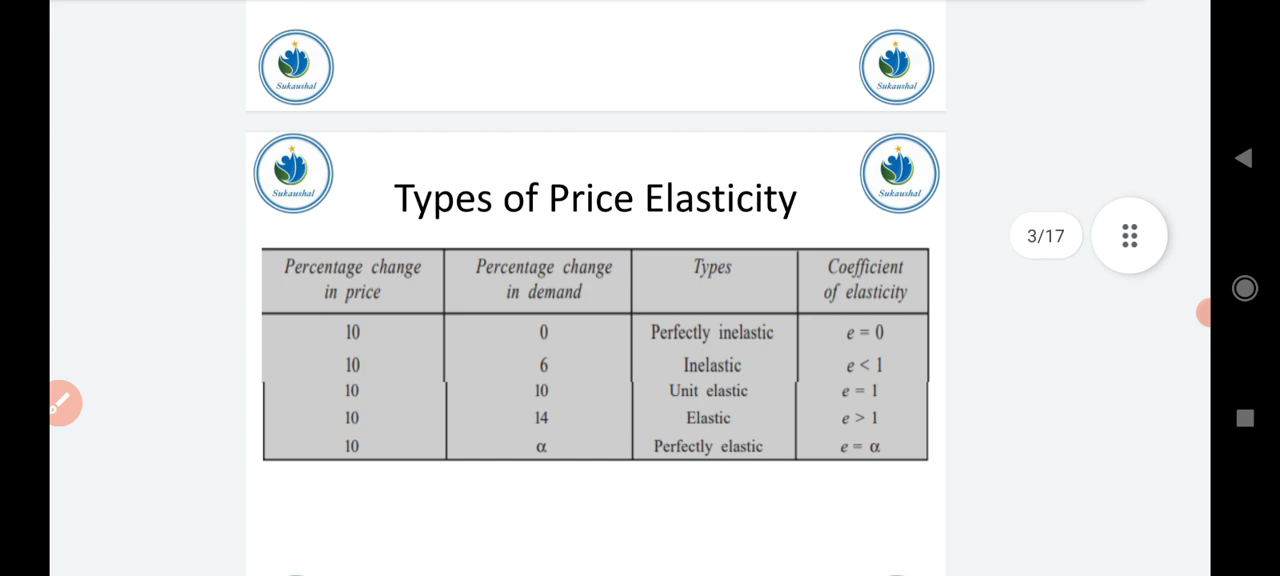 Sukaushal
Sukaushal
Sukaushal
Sukaushal
Types of Price Elasticity
3/17
Percentage change in price
Percentage change in demand
Types
Coefficient of elasticity
10 0 Perfectly inelastic e = 0
10 6 Inelastic e < 1
10 10 Unit elastic e = 1
10 14 Elastic e > 1
10 α Perfectly elastic e = α